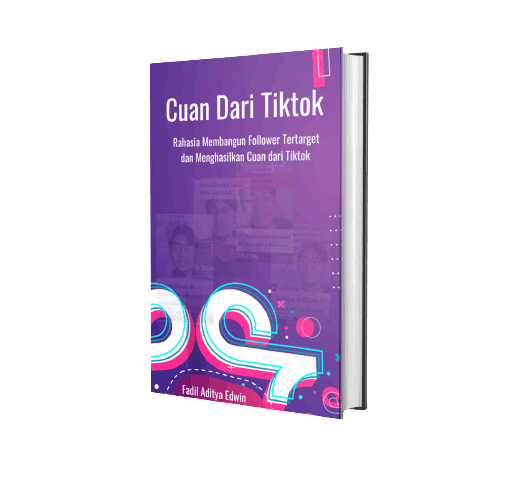 Cuan Dari Tiktok
Rahasia Membangun Follower Tertarget
dan Menghasilkan Cuan dari Tiktok
Fadil Aditya Edwin